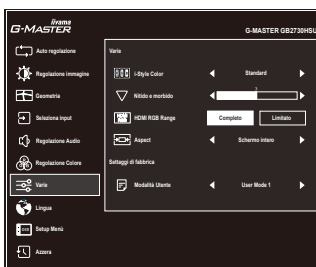 iiyama
G-MASTER
G-MASTER GB2730HSU
Auto regolazione
Regolazione immagine
Geometria
Seleziona input
Regolazione Audio
Regolazione Colore
Varie
Lingua
Setup Menù
Azzera
Varie
i-Style Color Standard
Nitido e morbido 3
HDMI RGB Range Completo Limitato
Aspect Schermo intero
Settaggi di fabbrica
Modalità Utente User Mode 1